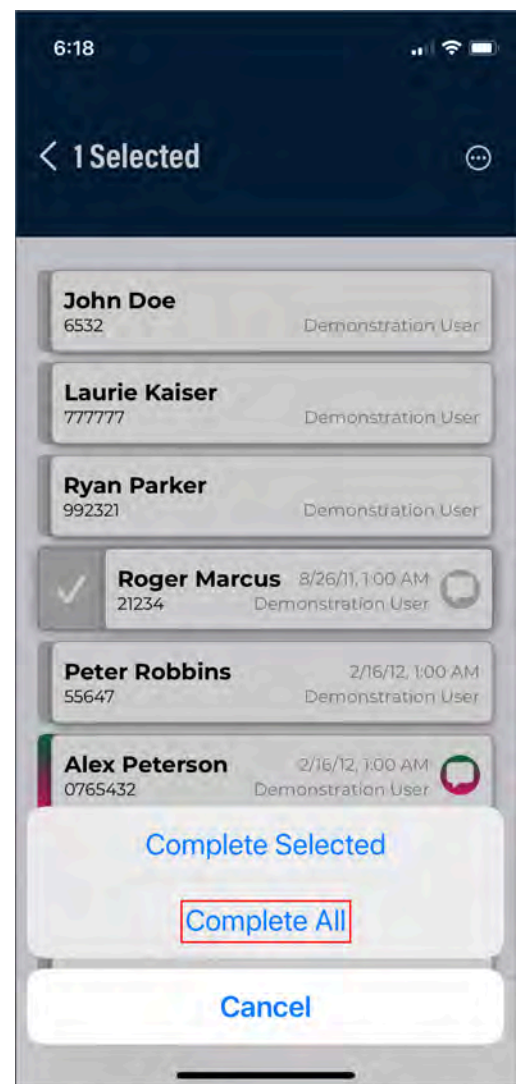 6:18
1 Selected
John Doe
6532 Demonstration User
Laurie Kaiser
777777 Demonstration User
Ryan Parker
992321 Demonstration User
Roger Marcus 8/26/11, 1:00 AM
21234 Demonstration User
Peter Robbins 2/16/12, 1:00 AM
55647 Demonstration User
Alex Peterson 2/16/12, 1:00 AM
0765432 Demonstration User
Complete Selected
Complete All
Cancel